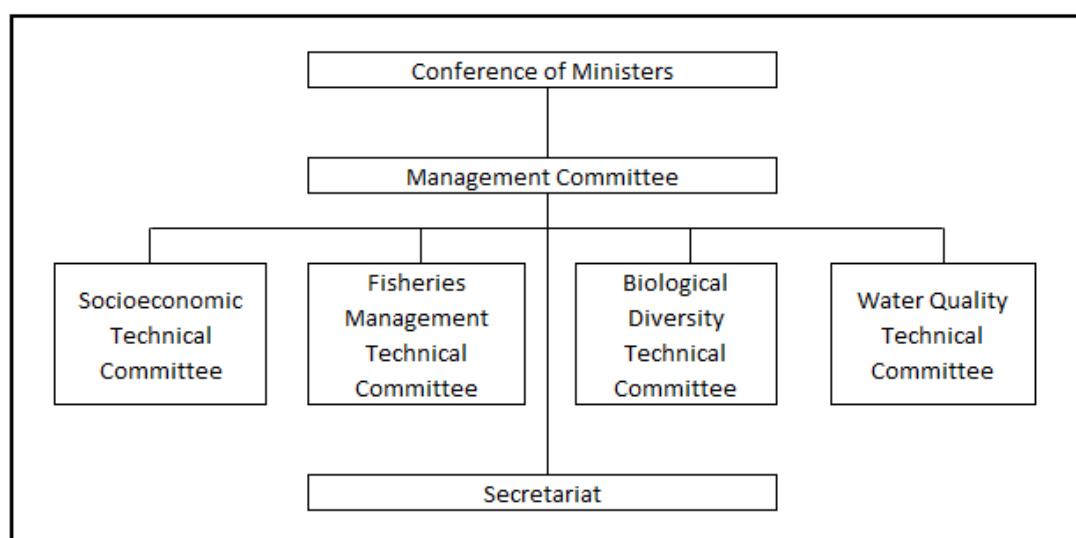 Conference of Ministers
Management Committee
Socioeconomic
Technical
Committee
Fisheries
Management
Technical
Committee
Biological
Diversity
Technical
Committee
Water Quality
Technical
Committee
Secretariat